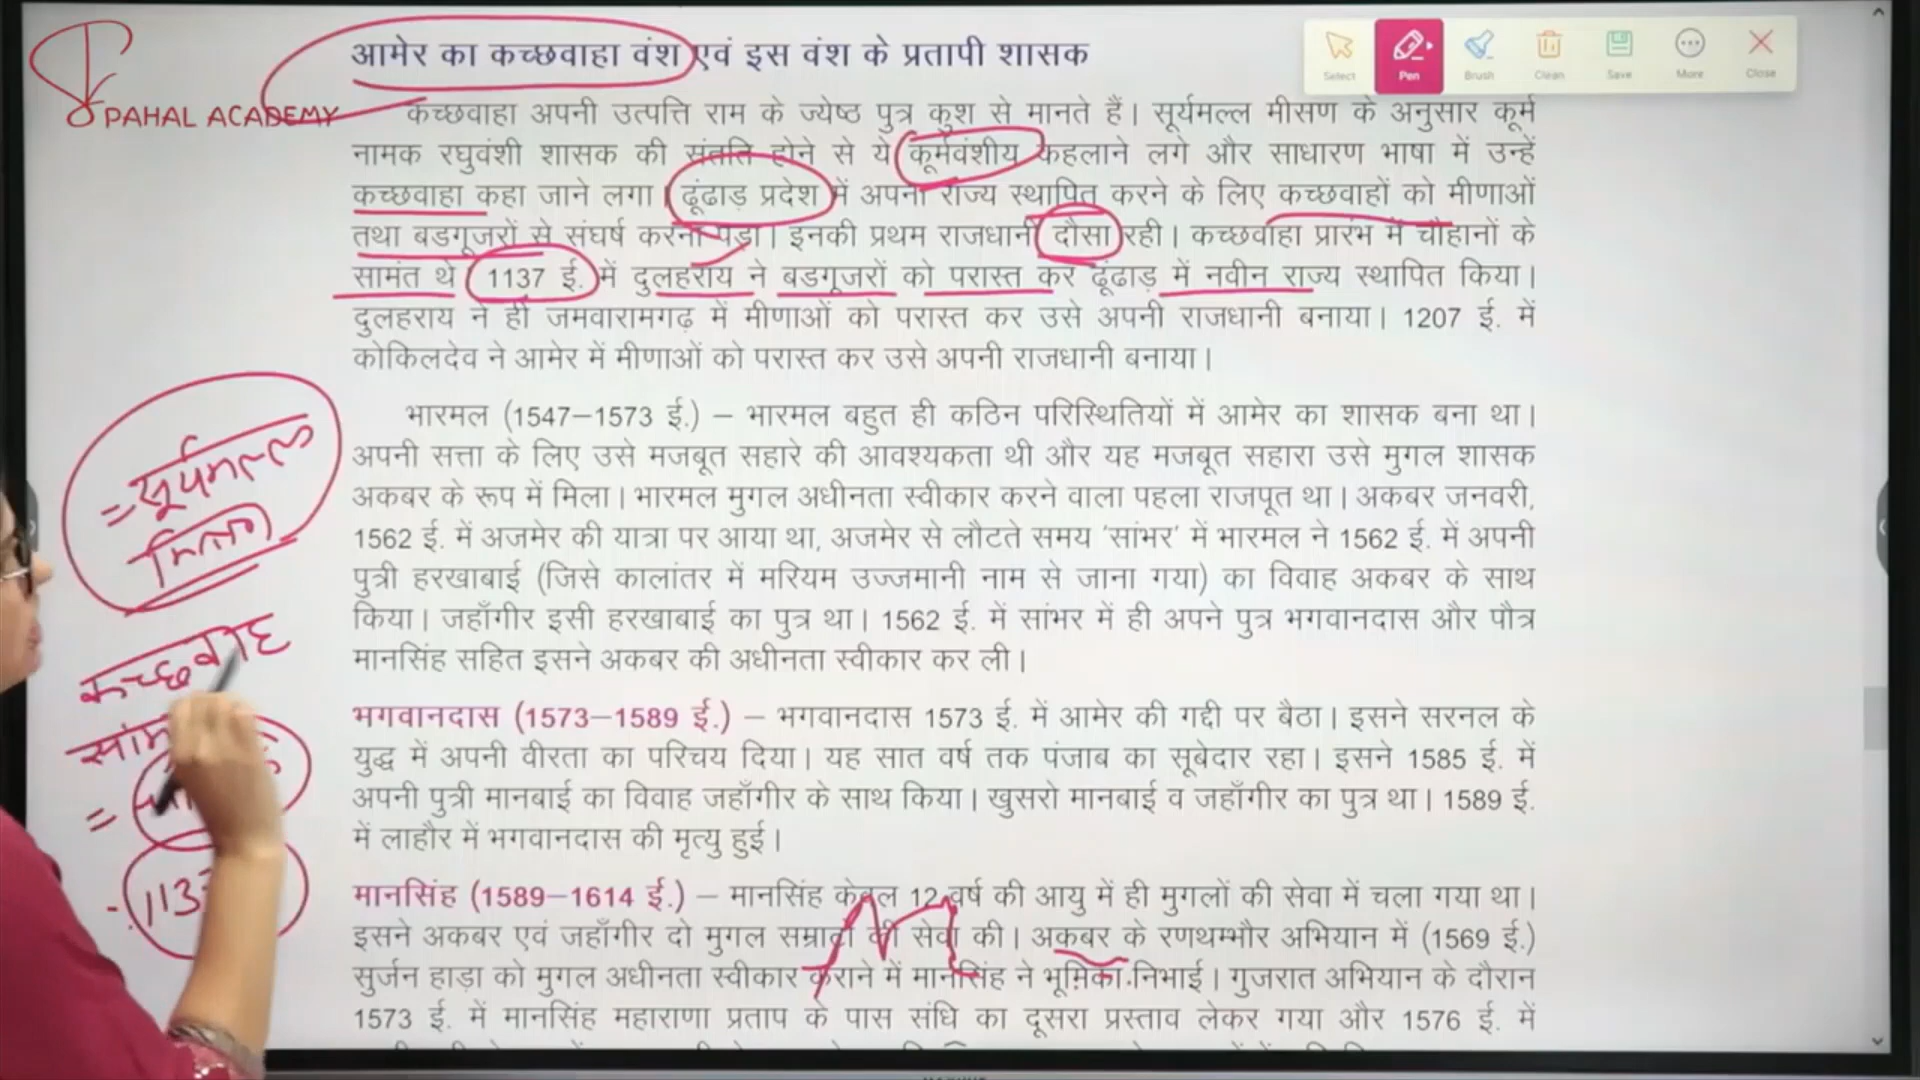 PAHAL ACADEMY
Select Pen Brush Clean Save More Close
आमेर का कच्छवाहा वंश एवं इस वंश के प्रतापी शासक
कच्छवाहा अपनी उत्पत्ति राम के ज्येष्ठ पुत्र कुश से मानते हैं। सूर्यमल्ल मीसण के अनुसार कूर्म
नामक रघुवंशी शासक की संतति होने से ये कूर्मवंशीय कहलाने लगे और साधारण भाषा में उन्हें
कच्छवाहा कहा जाने लगा। ढूंढाड़ प्रदेश में अपना राज्य स्थापित करने के लिए कच्छवाहों को मीणाओं
तथा बडगूजरों से संघर्ष करना पड़ा। इनकी प्रथम राजधानी दौसा रही। कच्छवाहा प्रारंभ में चौहानों के
सामंत थे 1137 ई. में दुलहराय ने बडगूजरों को परास्त कर ढूंढाड़ में नवीन राज्य स्थापित किया।
दुलहराय ने ही जमवारामगढ़ में मीणाओं को परास्त कर उसे अपनी राजधानी बनाया। 1207 ई. में
कोकिलदेव ने आमेर में मीणाओं को परास्त कर उसे अपनी राजधानी बनाया।
भारमल (1547–1573 ई.) – भारमल बहुत ही कठिन परिस्थितियों में आमेर का शासक बना था।
अपनी सत्ता के लिए उसे मजबूत सहारे की आवश्यकता थी और यह मजबूत सहारा उसे मुगल शासक
अकबर के रूप में मिला। भारमल मुगल अधीनता स्वीकार करने वाला पहला राजपूत था। अकबर जनवरी,
1562 ई. में अजमेर की यात्रा पर आया था, अजमेर से लौटते समय 'सांभर' में भारमल ने 1562 ई. में अपनी
पुत्री हरखाबाई (जिसे कालांतर में मरियम उज्जमानी नाम से जाना गया) का विवाह अकबर के साथ
किया। जहाँगीर इसी हरखाबाई का पुत्र था। 1562 ई. में सांभर में ही अपने पुत्र भगवानदास और पौत्र
मानसिंह सहित इसने अकबर की अधीनता स्वीकार कर ली।
भगवानदास (1573–1589 ई.) – भगवानदास 1573 ई. में आमेर की गद्दी पर बैठा। इसने सरनल के
युद्ध में अपनी वीरता का परिचय दिया। यह सात वर्ष तक पंजाब का सूबेदार रहा। इसने 1585 ई. में
अपनी पुत्री मानबाई का विवाह जहाँगीर के साथ किया। खुसरो मानबाई व जहाँगीर का पुत्र था। 1589 ई.
में लाहौर में भगवानदास की मृत्यु हुई।
मानसिंह (1589–1614 ई.) – मानसिंह केवल 12 वर्ष की आयु में ही मुगलों की सेवा में चला गया था।
इसने अकबर एवं जहाँगीर दो मुगल सम्राटों की सेवा की। अकबर के रणथम्भौर अभियान में (1569 ई.)
सुर्जन हाड़ा को मुगल अधीनता स्वीकार कराने में मानसिंह ने भूमिका निभाई। गुजरात अभियान के दौरान
1573 ई. में मानसिंह महाराणा प्रताप के पास संधि का दूसरा प्रस्ताव लेकर गया और 1576 ई. में
= सूर्यमल्ल
कच्छवाह